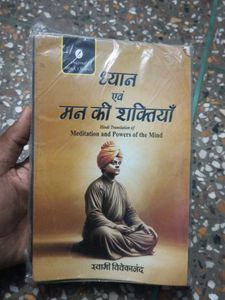 ध्यान
एवं
मन की शक्तियाँ
Hindi Translation of
Meditation and Powers of the Mind
स्वामी विवेकानंद